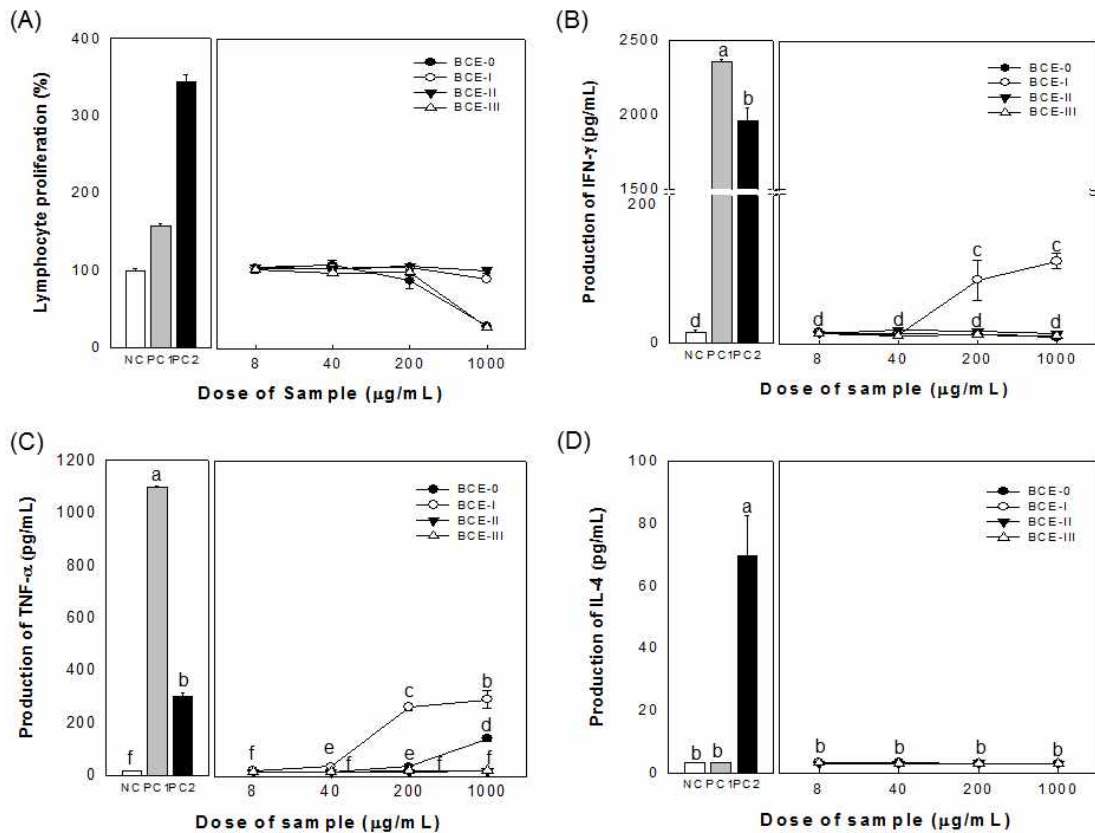 (A)
Lymphocyte proliferation (%)
400
300
200
100
0
NC PC1 PC2
BCE-0
BCE-I
BCE-II
BCE-III
8 40 200 1000
Dose of Sample (μg/mL)
(B)
Production of IFN-γ (pg/mL)
2500
2000
1500
200
0
a
b
d
NC PC1 PC2
BCE-0
BCE-I
BCE-II
BCE-III
c c
d d d d
8 40 200 1000
Dose of sample (μg/mL)
(C)
Production of TNF-α (pg/mL)
1200
1000
800
600
400
200
0
a
b
f
NC PC1 PC2
BCE-0
BCE-I
BCE-II
BCE-III
c b
d
f e e
f f f
8 40 200 1000
Dose of sample (μg/mL)
(D)
Production of IL-4 (pg/mL)
100
80
60
40
20
0
a
b b
NC PC1 PC2
BCE-0
BCE-I
BCE-II
BCE-III
b b b b
8 40 200 1000
Dose of sample (μg/mL)